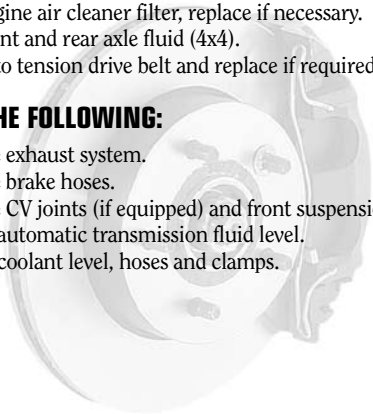 gine air cleaner filter, replace if necessary.
nt and rear axle fluid (4x4).
to tension drive belt and replace if required
HE FOLLOWING:
exhaust system.
brake hoses.
CV joints (if equipped) and front suspensi
automatic transmission fluid level.
coolant level, hoses and clamps.